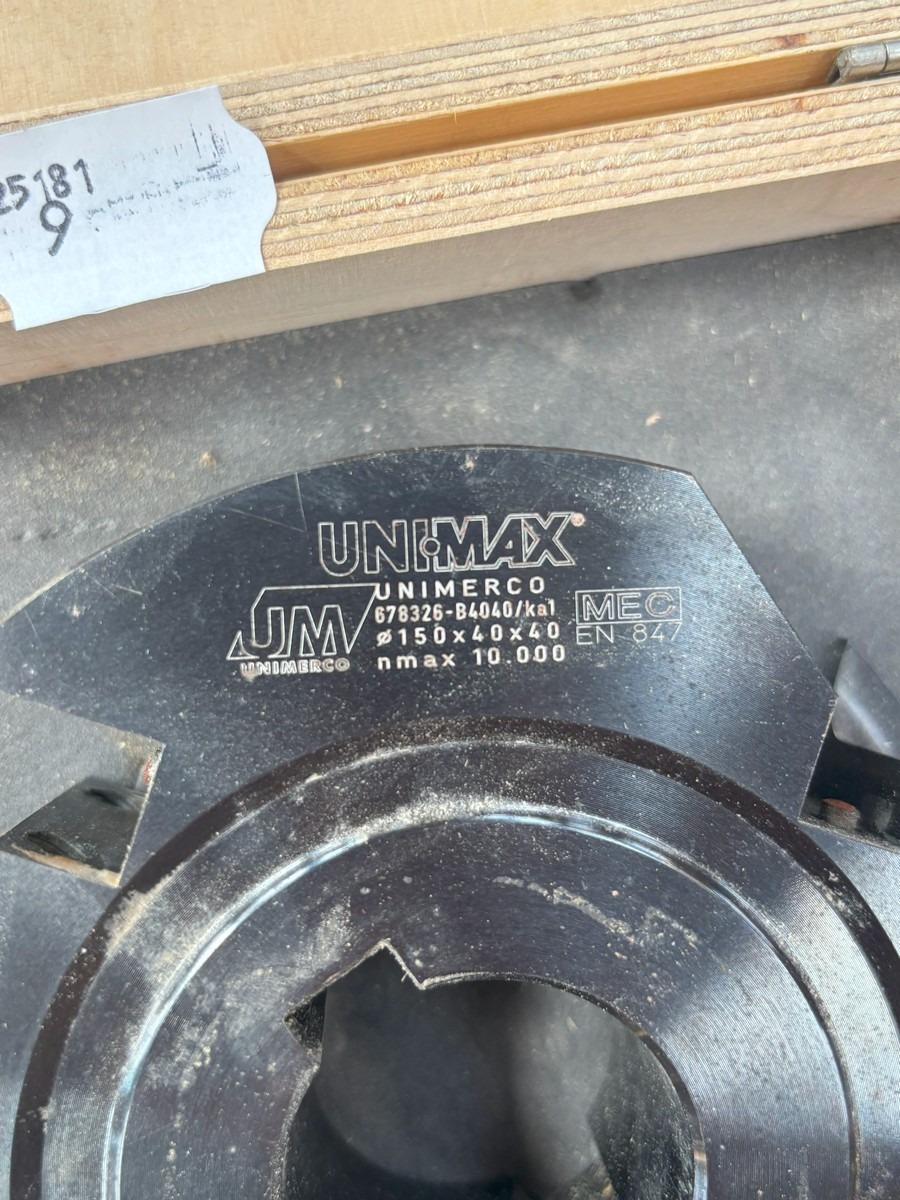 25181
9
UNIMAX®
UNIMERCO
678326-B4040/ka1
ø150x40x40
nmax 10.000
UM
UNIMERCO
MEC
EN 847